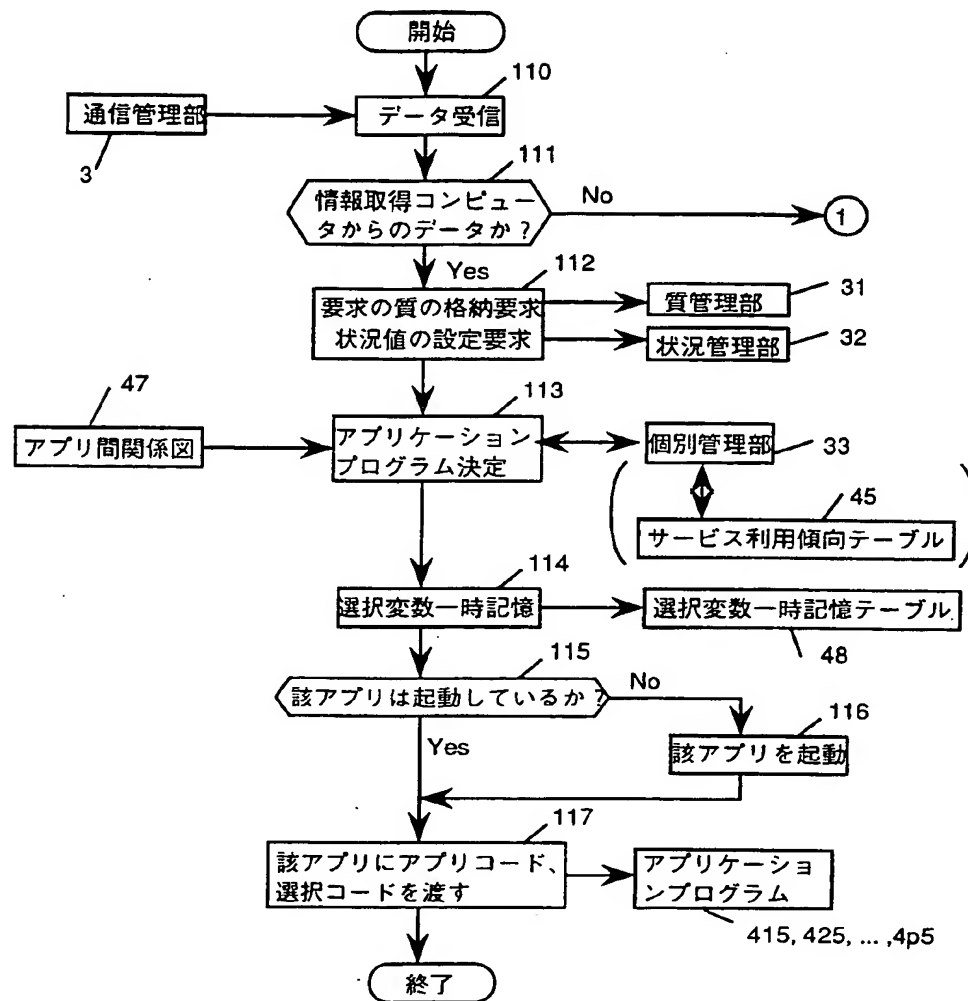 開始
110
通信管理部
データ受信
3
111
情報取得コンピュー
タからのデータか?
No
1
Yes
112
要求の質の格納要求
状況値の設定要求
31
質管理部
32
状況管理部
47
113
アプリ間関係図
アプリケーション
プログラム決定
個別管理部
33
45
サービス利用傾向テーブル
114
選択変数一時記憶
選択変数一時記憶テーブル
48
115
該アプリは起動しているか?
No
116
Yes
該アプリを起動
117
該アプリにアプリコード、
選択コードを渡す
アプリケーショ
ンプログラム
415, 425, ... ,4p5
終了